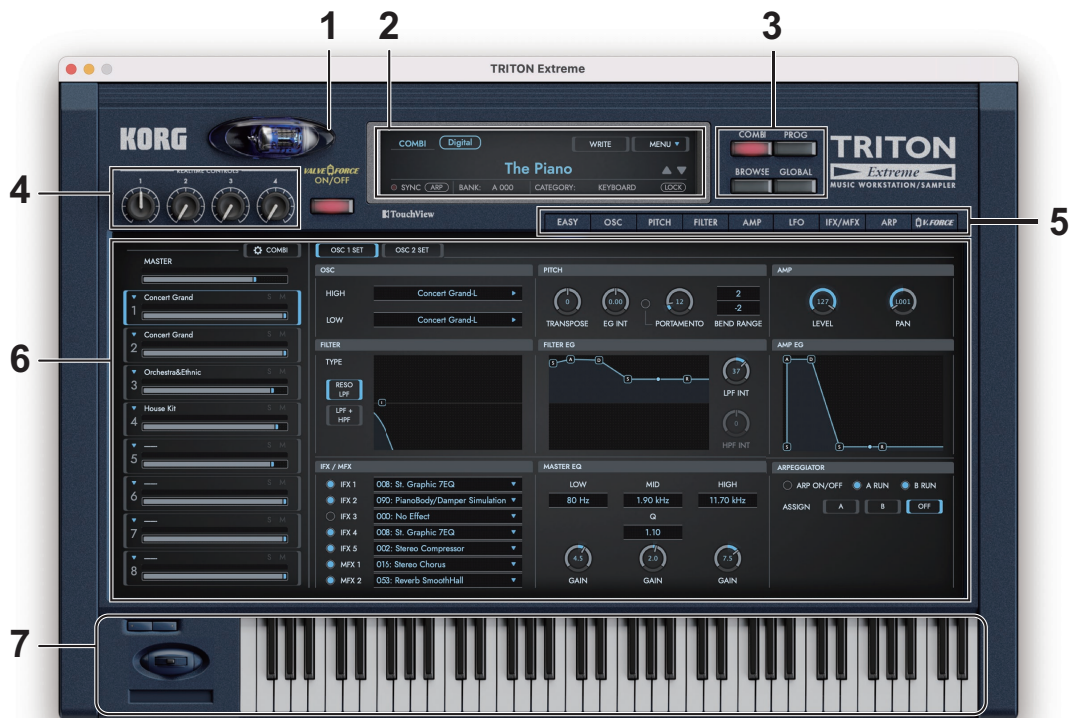 1 2 3
TRITON Extreme
KORG
COMBI Digital WRITE MENU ▼
The Piano
SYNC ARP BANK: A 000 CATEGORY: KEYBOARD LOCK
COMBI PROG
BROWSE GLOBAL
TRITON
Extreme
MUSIC WORKSTATION/SAMPLER
4
REALTIME CONTROLS
1 2 3 4
VALVE FORCE
ON/OFF
TouchView
EASY OSC PITCH FILTER AMP LFO IFX/MFX ARP V.FORCE
5
6
COMBI
MASTER
1 Concert Grand S M
2 Concert Grand S M
3 Orchestra&Ethnic S M
4 House Kit S M
5 ---- S M
6 ---- S M
7 ---- S M
8 ---- S M
OSC 1 SET OSC 2 SET
OSC
HIGH Concert Grand-L
LOW Concert Grand-L
PITCH
0 0.00 12 2
-2
TRANSPOSE EG INT PORTAMENTO BEND RANGE
AMP
127 L001
LEVEL PAN
FILTER
TYPE
RESO
LPF
LPF +
HPF
FILTER EG
S A D S R
37
LPF INT
0
HPF INT
AMP EG
A D
S S R
IFX / MFX
IFX 1 008: St. Graphic 7EQ
IFX 2 090: PianoBody/Damper Simulation
IFX 3 000: No Effect
IFX 4 008: St. Graphic 7EQ
IFX 5 002: Stereo Compressor
MFX 1 016: Stereo Chorus
MFX 2 053: Reverb SmoothHall
MASTER EQ
LOW MID HIGH
80 Hz 1.90 kHz 11.70 kHz
Q
1.10
4.5 2.0 7.5
GAIN GAIN GAIN
ARPEGGIATOR
ARP ON/OFF A RUN B RUN
ASSIGN A B OFF
7